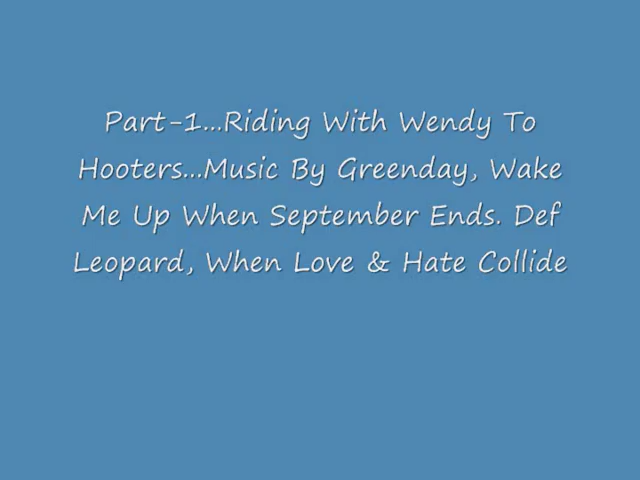 Part-1...Riding With Wendy To
Hooters...Music By Greenday, Wake
Me Up When September Ends. Def
Leopard, When Love & Hate Collide